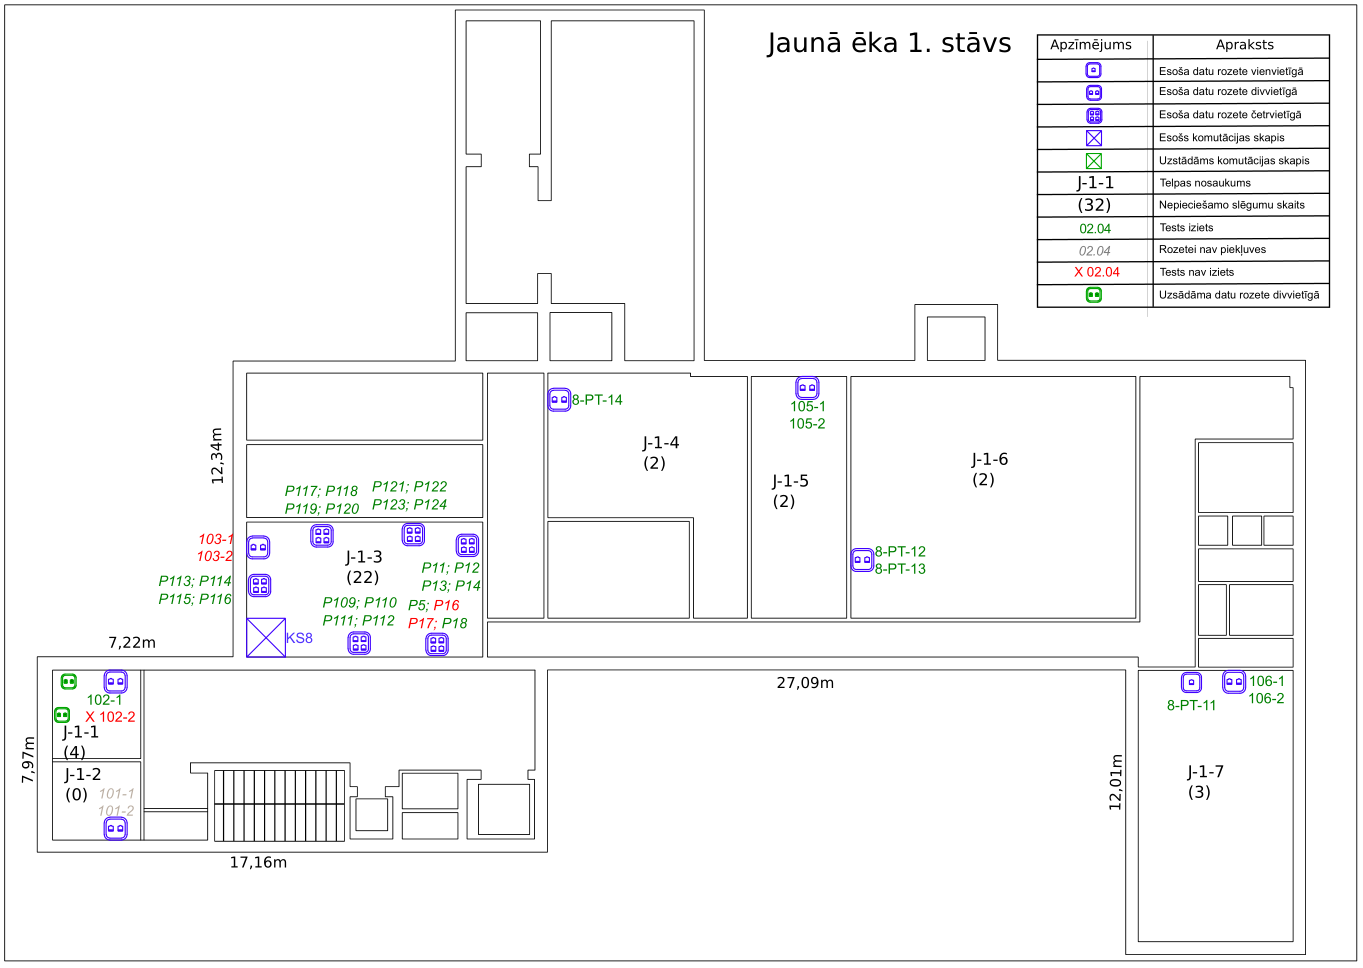 Jaunā ēka 1. stāvs
Apzīmējums Apraksts
Esoša datu rozete vienvietīgā
Esoša datu rozete divvietīgā
Esoša datu rozete četrvietīgā
Esošs komutācijas skapis
Uzstādāms komutācijas skapis
J-1-1 Telpas nosaukums
(32) Nepieciešamo slēgumu skaits
02.04 Tests iziets
02.04 Rozetei nav piekļuves
X 02.04 Tests nav iziets
Uzsādāma datu rozete divvietīgā
8-PT-14
105-1
105-2
J-1-4
(2)
J-1-5
(2)
J-1-6
(2)
12,34m
P117; P118
P119; P120
P121; P122
P123; P124
103-1
103-2
P113; P114
P115; P116
J-1-3
(22)
P11; P12
P13; P14
P109; P110
P111; P112
P5; P16
P17; P18
KS8
8-PT-12
8-PT-13
7,22m
27,09m
102-1
X 102-2
J-1-1
(4)
J-1-2
(0)
101-1
101-2
7,97m
17,16m
106-1
106-2
8-PT-11
J-1-7
(3)
12,01m